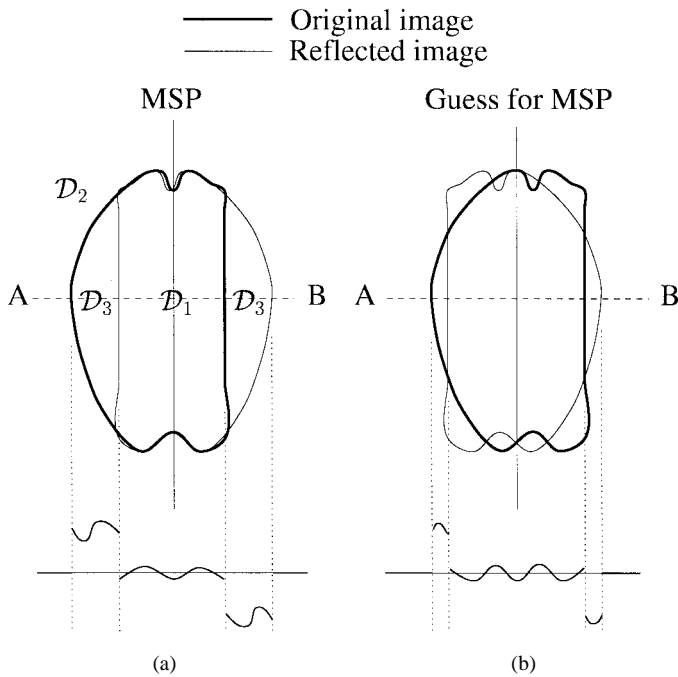 Original image
Reflected image
MSP
Guess for MSP
𝒟₂
A 𝒟₃ 𝒟₁ 𝒟₃ B
A B
(a) (b)